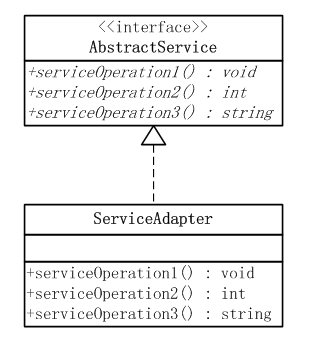 <<interface>>
AbstractService
+serviceOperation1() : void
+serviceOperation2() : int
+serviceOperation3() : string
ServiceAdapter
+serviceOperation1() : void
+serviceOperation2() : int
+serviceOperation3() : string